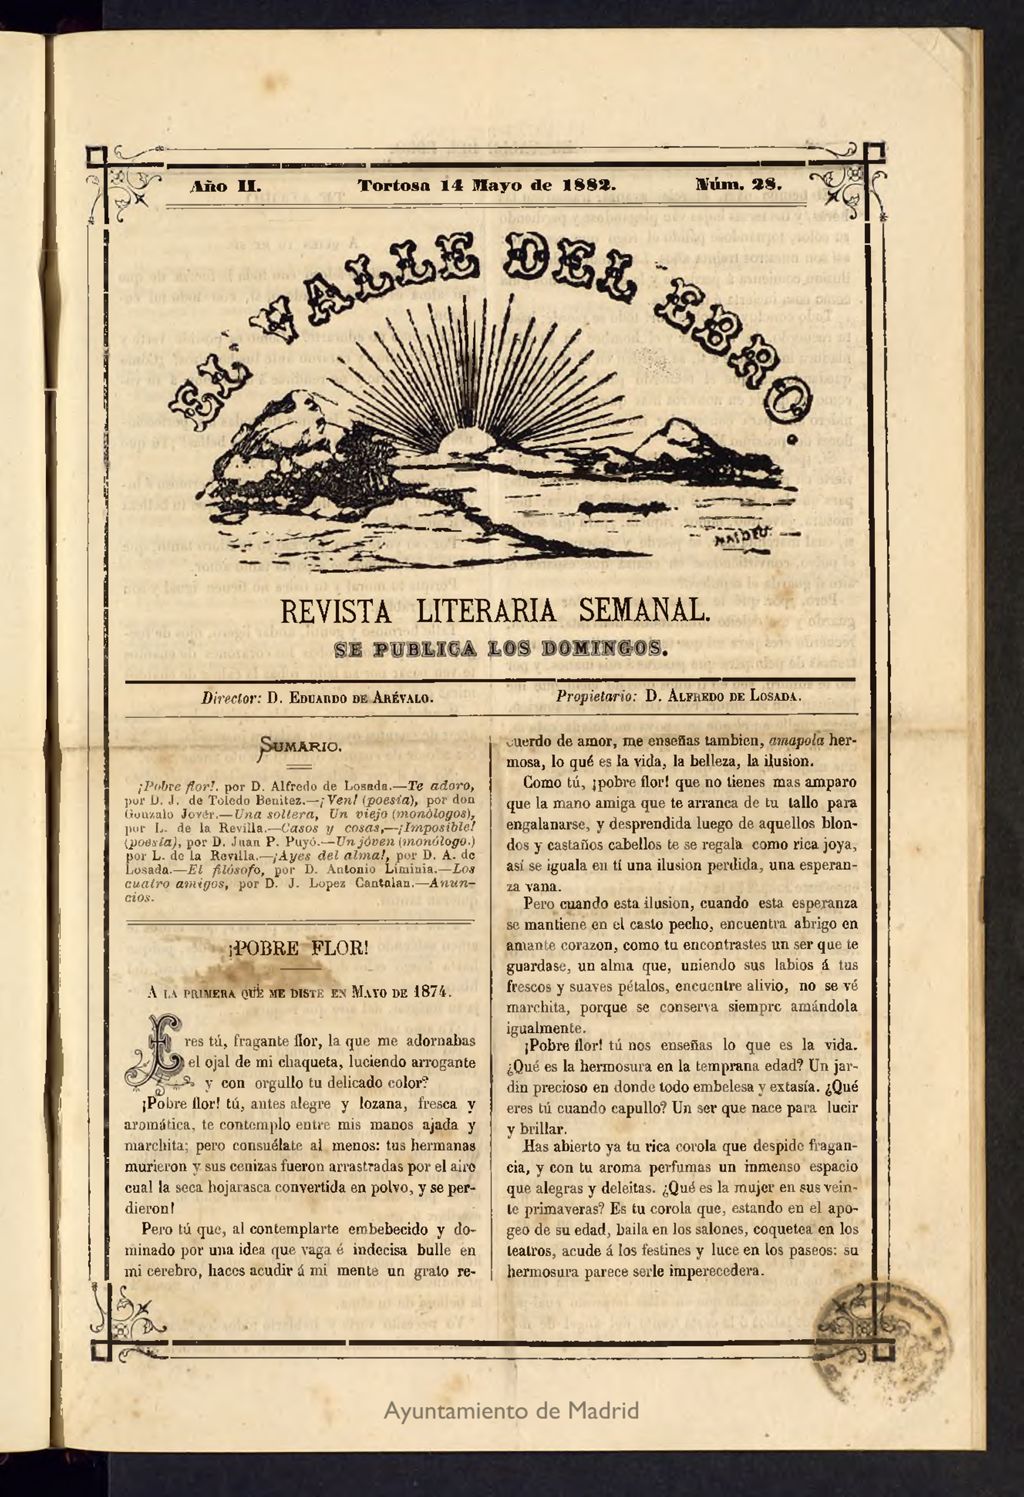 Año II. Tortosa 14 Mayo de 1882. Núm. 28.
EL VALLE DEL EBRO.
REVISTA LITERARIA SEMANAL.
SE PUBLICA LOS DOMINGOS.
Director: D. EDUARDO DE ARÉVALO. Propietario: D. ALFREDO DE LOSADA.
SUMARIO.
¡Pobre flor!. por D. Alfredo de Losada.—Te adoro,
por D. J. de Toledo Benitez.—¡Ven! (poesía), por don
Gonzalo Jovér.—Una soltera, Un viejo (monólogos),
por L. de la Revilla.—Casos y cosas,—¡Imposible!
(poesía), por D. Juan P. Puyó.—Un jóven (monólogo.)
por L. de la Revilla.—¡Ayes del alma!, por D. A. de
Losada.—El filósofo, por D. Antonio Liminia.—Los
cuatro amigos, por D. J. Lopez Cantalan.—Anun-
cios.
¡POBRE FLOR!
A LA PRIMERA QUE ME DISTE EN MAYO DE 1874.
Eres tú, fragante flor, la que me adornabas
el ojal de mi chaqueta, luciendo arrogante
y con orgullo tu delicado color?
¡Pobre flor! tú, antes alegre y lozana, fresca y
aromática, te contemplo entre mis manos ajada y
marchita; pero consuélate al menos: tus hermanas
murieron y sus cenizas fueron arrastradas por el aire
cual la seca hojarasca convertida en polvo, y se per-
dieron!
Pero tú que, al contemplarte embebecido y do-
minado por una idea que vaga é indecisa bulle en
mi cerebro, haces acudir á mi mente un grato re-
cuerdo de amor, me enseñas tambien, amapola her-
mosa, lo qué es la vida, la belleza, la ilusion.
Como tú, ¡pobre flor! que no tienes mas amparo
que la mano amiga que te arranca de tu tallo para
engalanarse, y desprendida luego de aquellos blon-
dos y castaños cabellos te se regala como rica joya,
así se iguala en tí una ilusion perdida, una esperan-
za vana.
Pero cuando esta ilusion, cuando esta esperanza
se mantiene en el casto pecho, encuentra abrigo en
amante corazon, como tu encontrastes un ser que te
guardase, un alma que, uniendo sus labios á tus
frescos y suaves pétalos, encuentre alivio, no se vé
marchita, porque se conserva siempre amándola
igualmente.
¡Pobre flor! tú nos enseñas lo que es la vida.
¿Qué es la hermosura en la temprana edad? Un jar-
din precioso en donde todo embelesa y extasía. ¿Qué
eres tú cuando capullo? Un ser que nace para lucir
y brillar.
Has abierto ya tu rica corola que despide fragan-
cia, y con tu aroma perfumas un inmenso espacio
que alegras y deleitas. ¿Qué es la mujer en sus vein-
te primaveras? Es tu corola que, estando en el apo-
geo de su edad, baila en los salones, coquetea en los
teatros, acude á los festines y luce en los paseos: su
hermosura parece serle imperecedera.
Ayuntamiento de Madrid